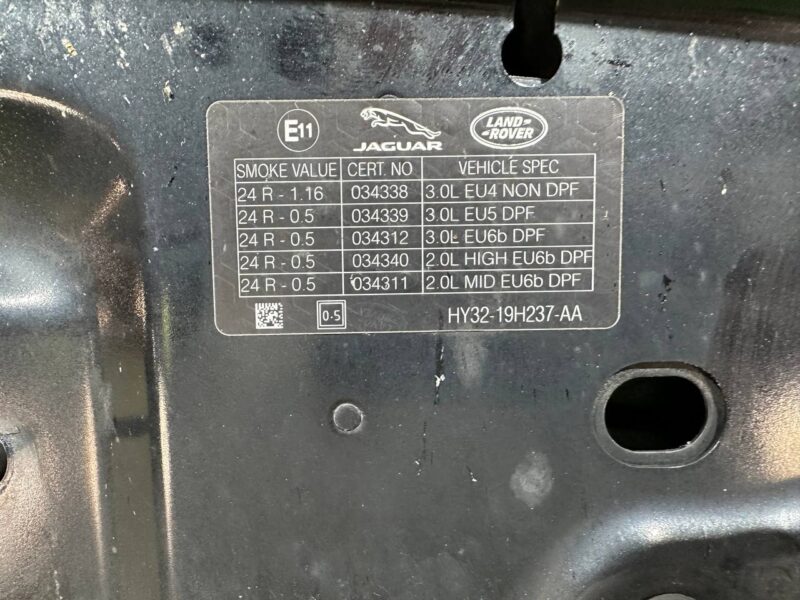 E11
JAGUAR
LAND-
-ROVER
SMOKE VALUE CERT. NO VEHICLE SPEC
24 R - 1.16 034338 3.0L EU4 NON DPF
24 R - 0.5 034339 3.0L EU5 DPF
24 R - 0.5 034312 3.0L EU6b DPF
24 R - 0.5 034340 2.0L HIGH EU6b DPF
24 R - 0.5 034311 2.0L MID EU6b DPF
0.5 HY32-19H237-AA